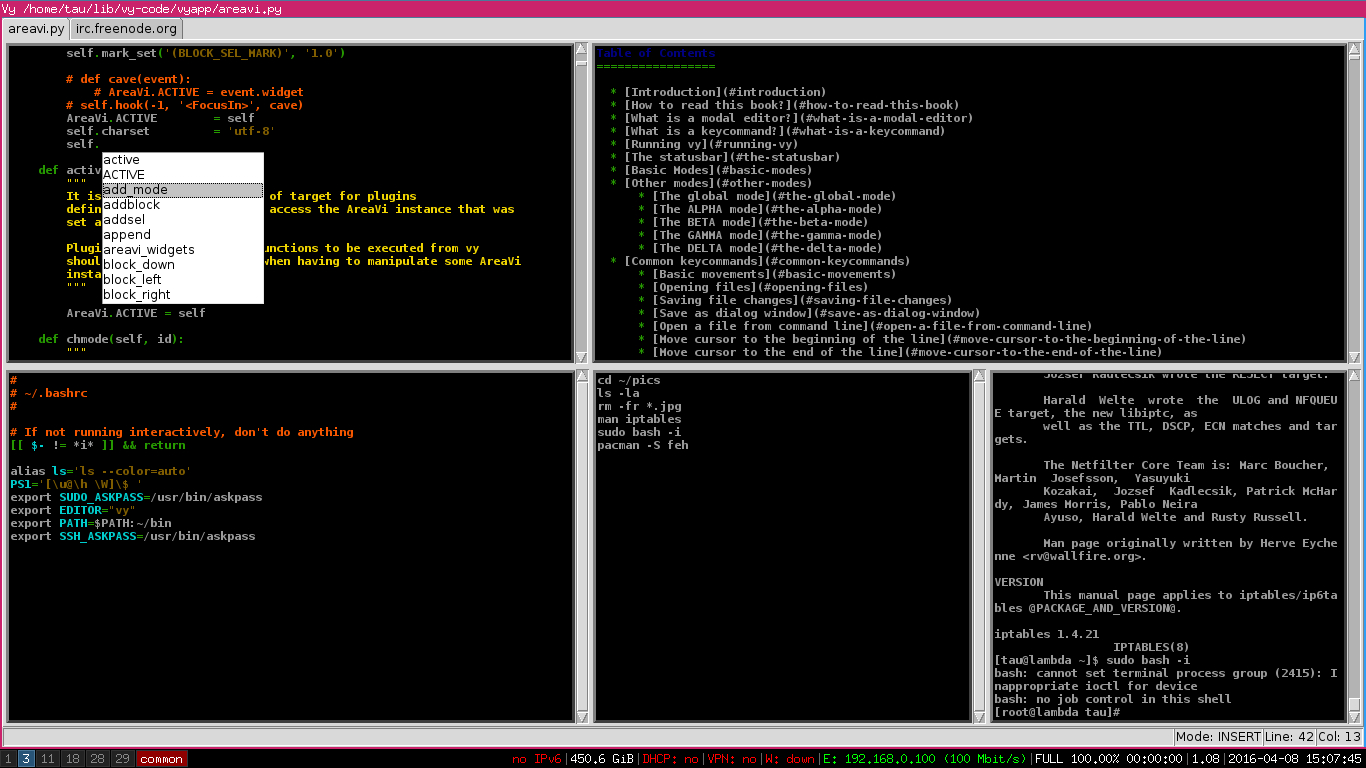 Vy /home/tau/lib/vy-code/vyapp/areavi.py
areavi.py irc.freenode.org
self.mark_set('(BLOCK_SEL_MARK)', '1.0')
# def cave(event):
# AreaVi.ACTIVE = event.widget
# self.hook(-1, '<FocusIn>', cave)
AreaVi.ACTIVE = self
self.charset = 'utf-8'
self.
def activ
"""
It is of target for plugins
defin access the AreaVi instance that was
set a
Plugi unctions to be executed from vy
shoul when having to manipulate some AreaVi
insta
"""
AreaVi.ACTIVE = self
def chmode(self, id):
"""
active
ACTIVE
add_mode
addblock
addsel
append
areavi_widgets
block_down
block_left
block_right
Table of Contents
=================
* [Introduction](#introduction)
* [How to read this book?](#how-to-read-this-book)
* [What is a modal editor?](#what-is-a-modal-editor)
* [What is a keycommand?](#what-is-a-keycommand)
* [Running vy](#running-vy)
* [The statusbar](#the-statusbar)
* [Basic Modes](#basic-modes)
* [Other modes](#other-modes)
* [The global mode](#the-global-mode)
* [The ALPHA mode](#the-alpha-mode)
* [The BETA mode](#the-beta-mode)
* [The GAMMA mode](#the-gamma-mode)
* [The DELTA mode](#the-delta-mode)
* [Common keycommands](#common-keycommands)
* [Basic movements](#basic-movements)
* [Opening files](#opening-files)
* [Saving file changes](#saving-file-changes)
* [Save as dialog window](#save-as-dialog-window)
* [Open a file from command line](#open-a-file-from-command-line)
* [Move cursor to the beginning of the line](#move-cursor-to-the-beginning-of-the-line)
* [Move cursor to the end of the line](#move-cursor-to-the-end-of-the-line)
#
# ~/.bashrc
#
# If not running interactively, don't do anything
[[ $- != *i* ]] && return
alias ls='ls --color=auto'
PS1='[\u@\h \W]\$ '
export SUDO_ASKPASS=/usr/bin/askpass
export EDITOR="vy"
export PATH=$PATH:~/bin
export SSH_ASKPASS=/usr/bin/askpass
cd ~/pics
ls -la
rm -fr *.jpg
man iptables
sudo bash -i
pacman -S feh
Jozsef Kadlecsik wrote the REJECT target.
Harald Welte wrote the ULOG and NFQUEU
E target, the new libiptc, as
well as the TTL, DSCP, ECN matches and tar
gets.
The Netfilter Core Team is: Marc Boucher,
Martin Josefsson, Yasuyuki
Kozakai, Jozsef Kadlecsik, Patrick McHar
dy, James Morris, Pablo Neira
Ayuso, Harald Welte and Rusty Russell.
Man page originally written by Herve Eyche
nne <rv@wallfire.org>.
VERSION
This manual page applies to iptables/ip6ta
bles @PACKAGE_AND_VERSION@.
iptables 1.4.21
IPTABLES(8)
[tau@lambda ~]$ sudo bash -i
bash: cannot set terminal process group (2415): I
nappropriate ioctl for device
bash: no job control in this shell
[root@lambda tau]#
Mode: INSERT Line: 42 Col: 13
1 3 11 18 28 29 common no IPv6|450.6 GiB|DHCP: no|VPN: no|W: down|E: 192.168.0.100 (100 Mbit/s)|FULL 100.00% 00:00:00|1.08|2016-04-08 15:07:45